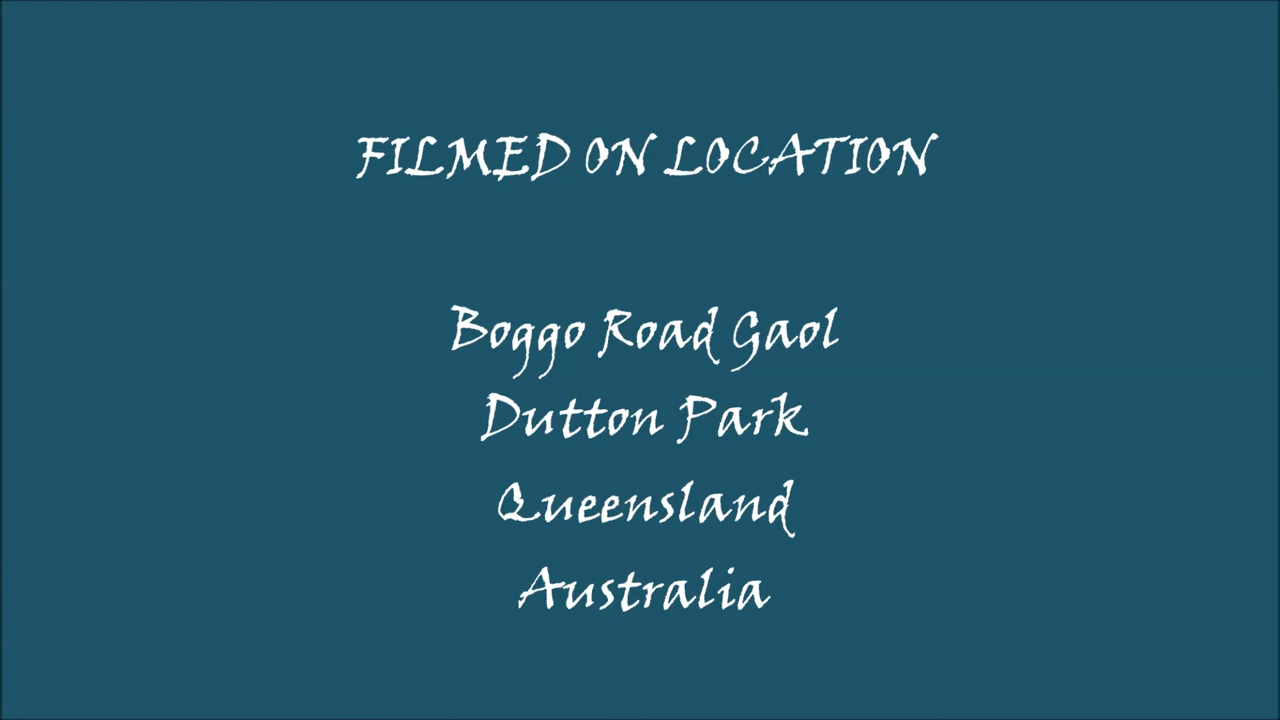 FILMED ON LOCATION
Boggo Road Gaol
Dutton Park
Queensland
Australia